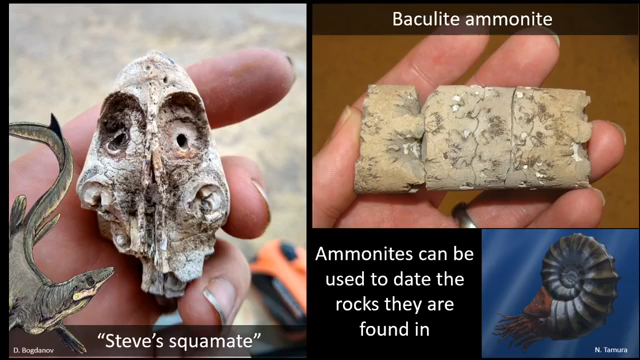 Baculite ammonite
Ammonites can be
used to date the
rocks they are
found in
"Steve's squamate"
D. Bogdanov
N. Tamura